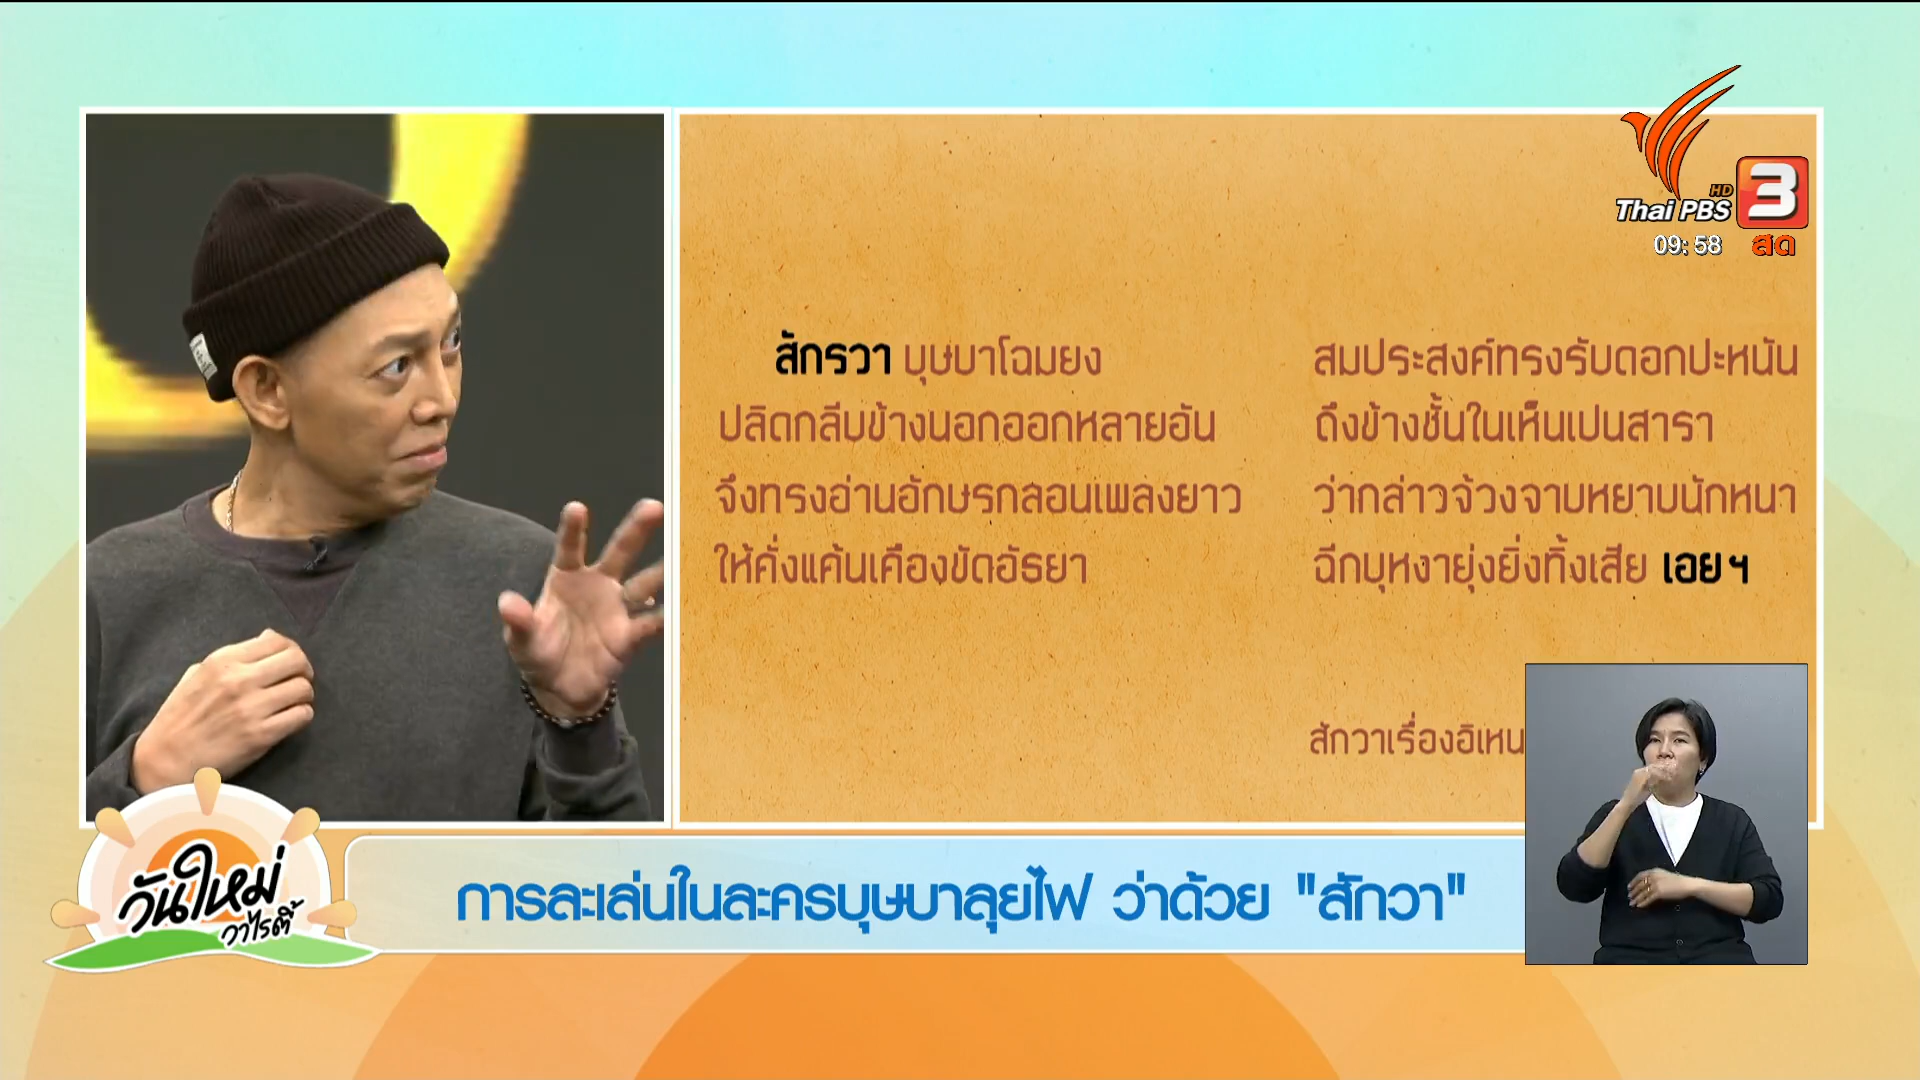 HD
Thai PBS 3
09:58 สด
สักรวา บุษบาโฉมยง สมประสงค์ทรงรับดอกปะหนัน
ปลิดกลีบข้างนอกออกหลายอัน ถึงข้างชั้นในเห็นเปนสารา
จึงทรงอ่านอักษรกลอนเพลงยาว ว่ากล่าวจ้วงจาบหยาบนักหนา
ให้คั่งแค้นเคืองขัดอัธยา ฉีกบุหงายุ่งยิ่งทิ้งเสีย เอย ฯ
สักวาเรื่องอิเหน
วันใหม่
วาไรตี้
การละเล่นในละครบุษบาลุยไฟ ว่าด้วย "สักวา"